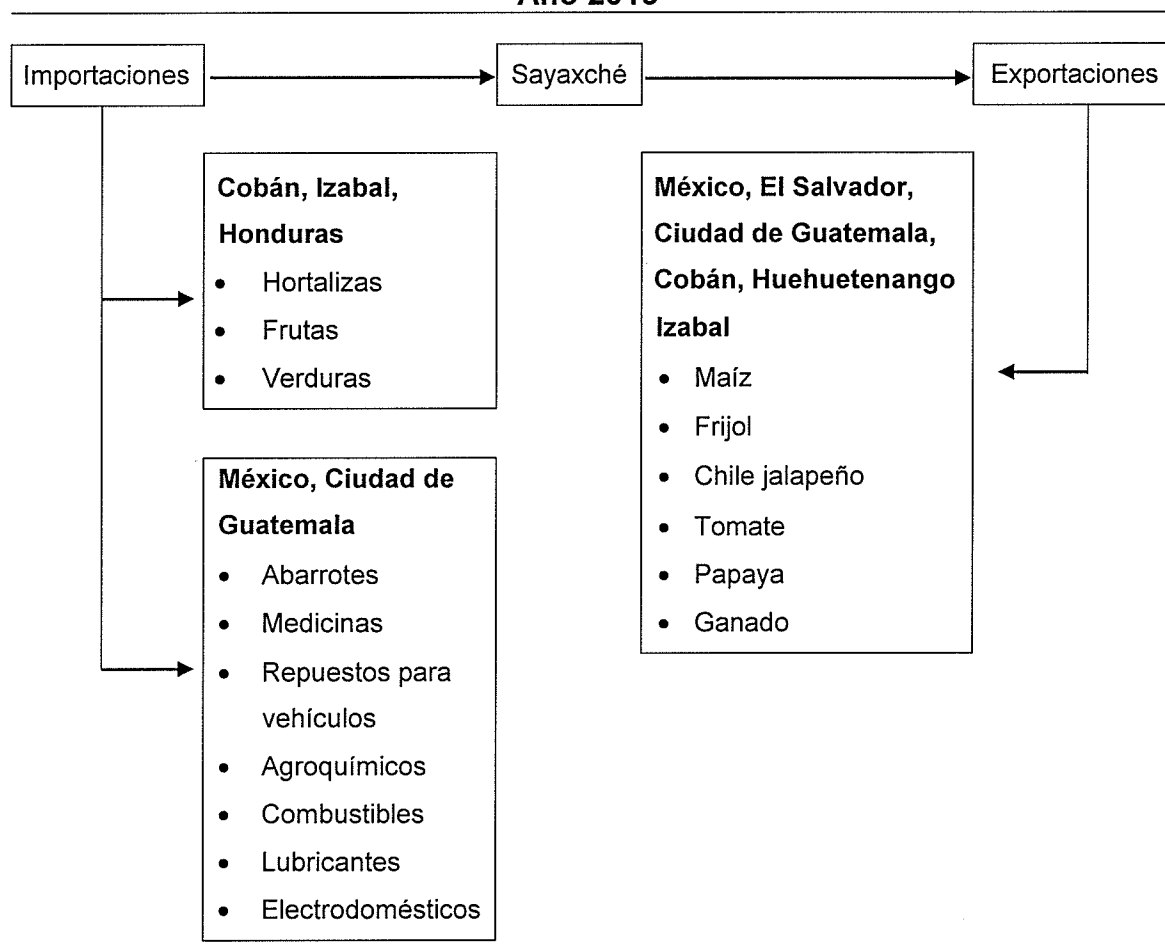 Importaciones
Sayaxché
Exportaciones
Cobán, Izabal,
Honduras
• Hortalizas
• Frutas
• Verduras
México, Ciudad de
Guatemala
• Abarrotes
• Medicinas
• Repuestos para
vehículos
• Agroquímicos
• Combustibles
• Lubricantes
• Electrodomésticos
México, El Salvador,
Ciudad de Guatemala,
Cobán, Huehuetenango
Izabal
• Maíz
• Frijol
• Chile jalapeño
• Tomate
• Papaya
• Ganado